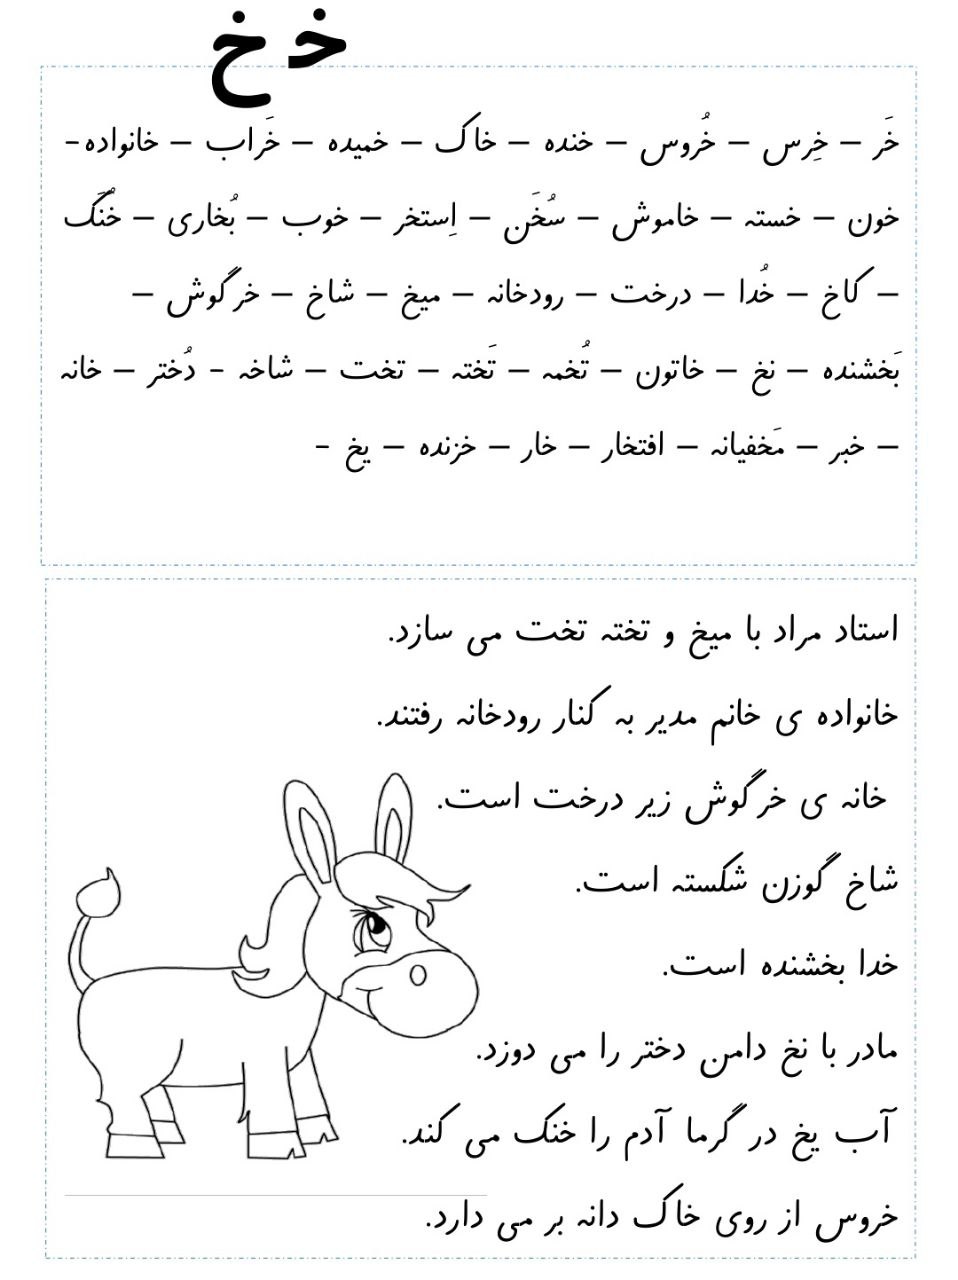 خـ خ
خَر – خِرس – خُروس – خنده – خاک – خمیده – خَراب – خانواده-
خون – خسته – خاموش – سُخَن – اِستخر – خوب – بُخاری – خُنَک
– کاخ – خُدا – درخت – رودخانه – میخ – شاخ – خرگوش –
بَخشنده – نخ – خاتون – تُخمه – تَخته – تخت – شاخه - دُختر – خانه
– خبر – مَخفیانه – افتخار – خار – خزنده – یخ -
استاد مراد با میخ و تخته تخت می سازد.
خانواده ی خانم مدیر به کنار رودخانه رفتند.
خانه ی خرگوش زیر درخت است.
شاخ گوزن شکسته است.
خدا بخشنده است.
مادر با نخ دامن دختر را می دوزد.
آب یخ در گرما آدم را خنک می کند.
خروس از روی خاک دانه بر می دارد.